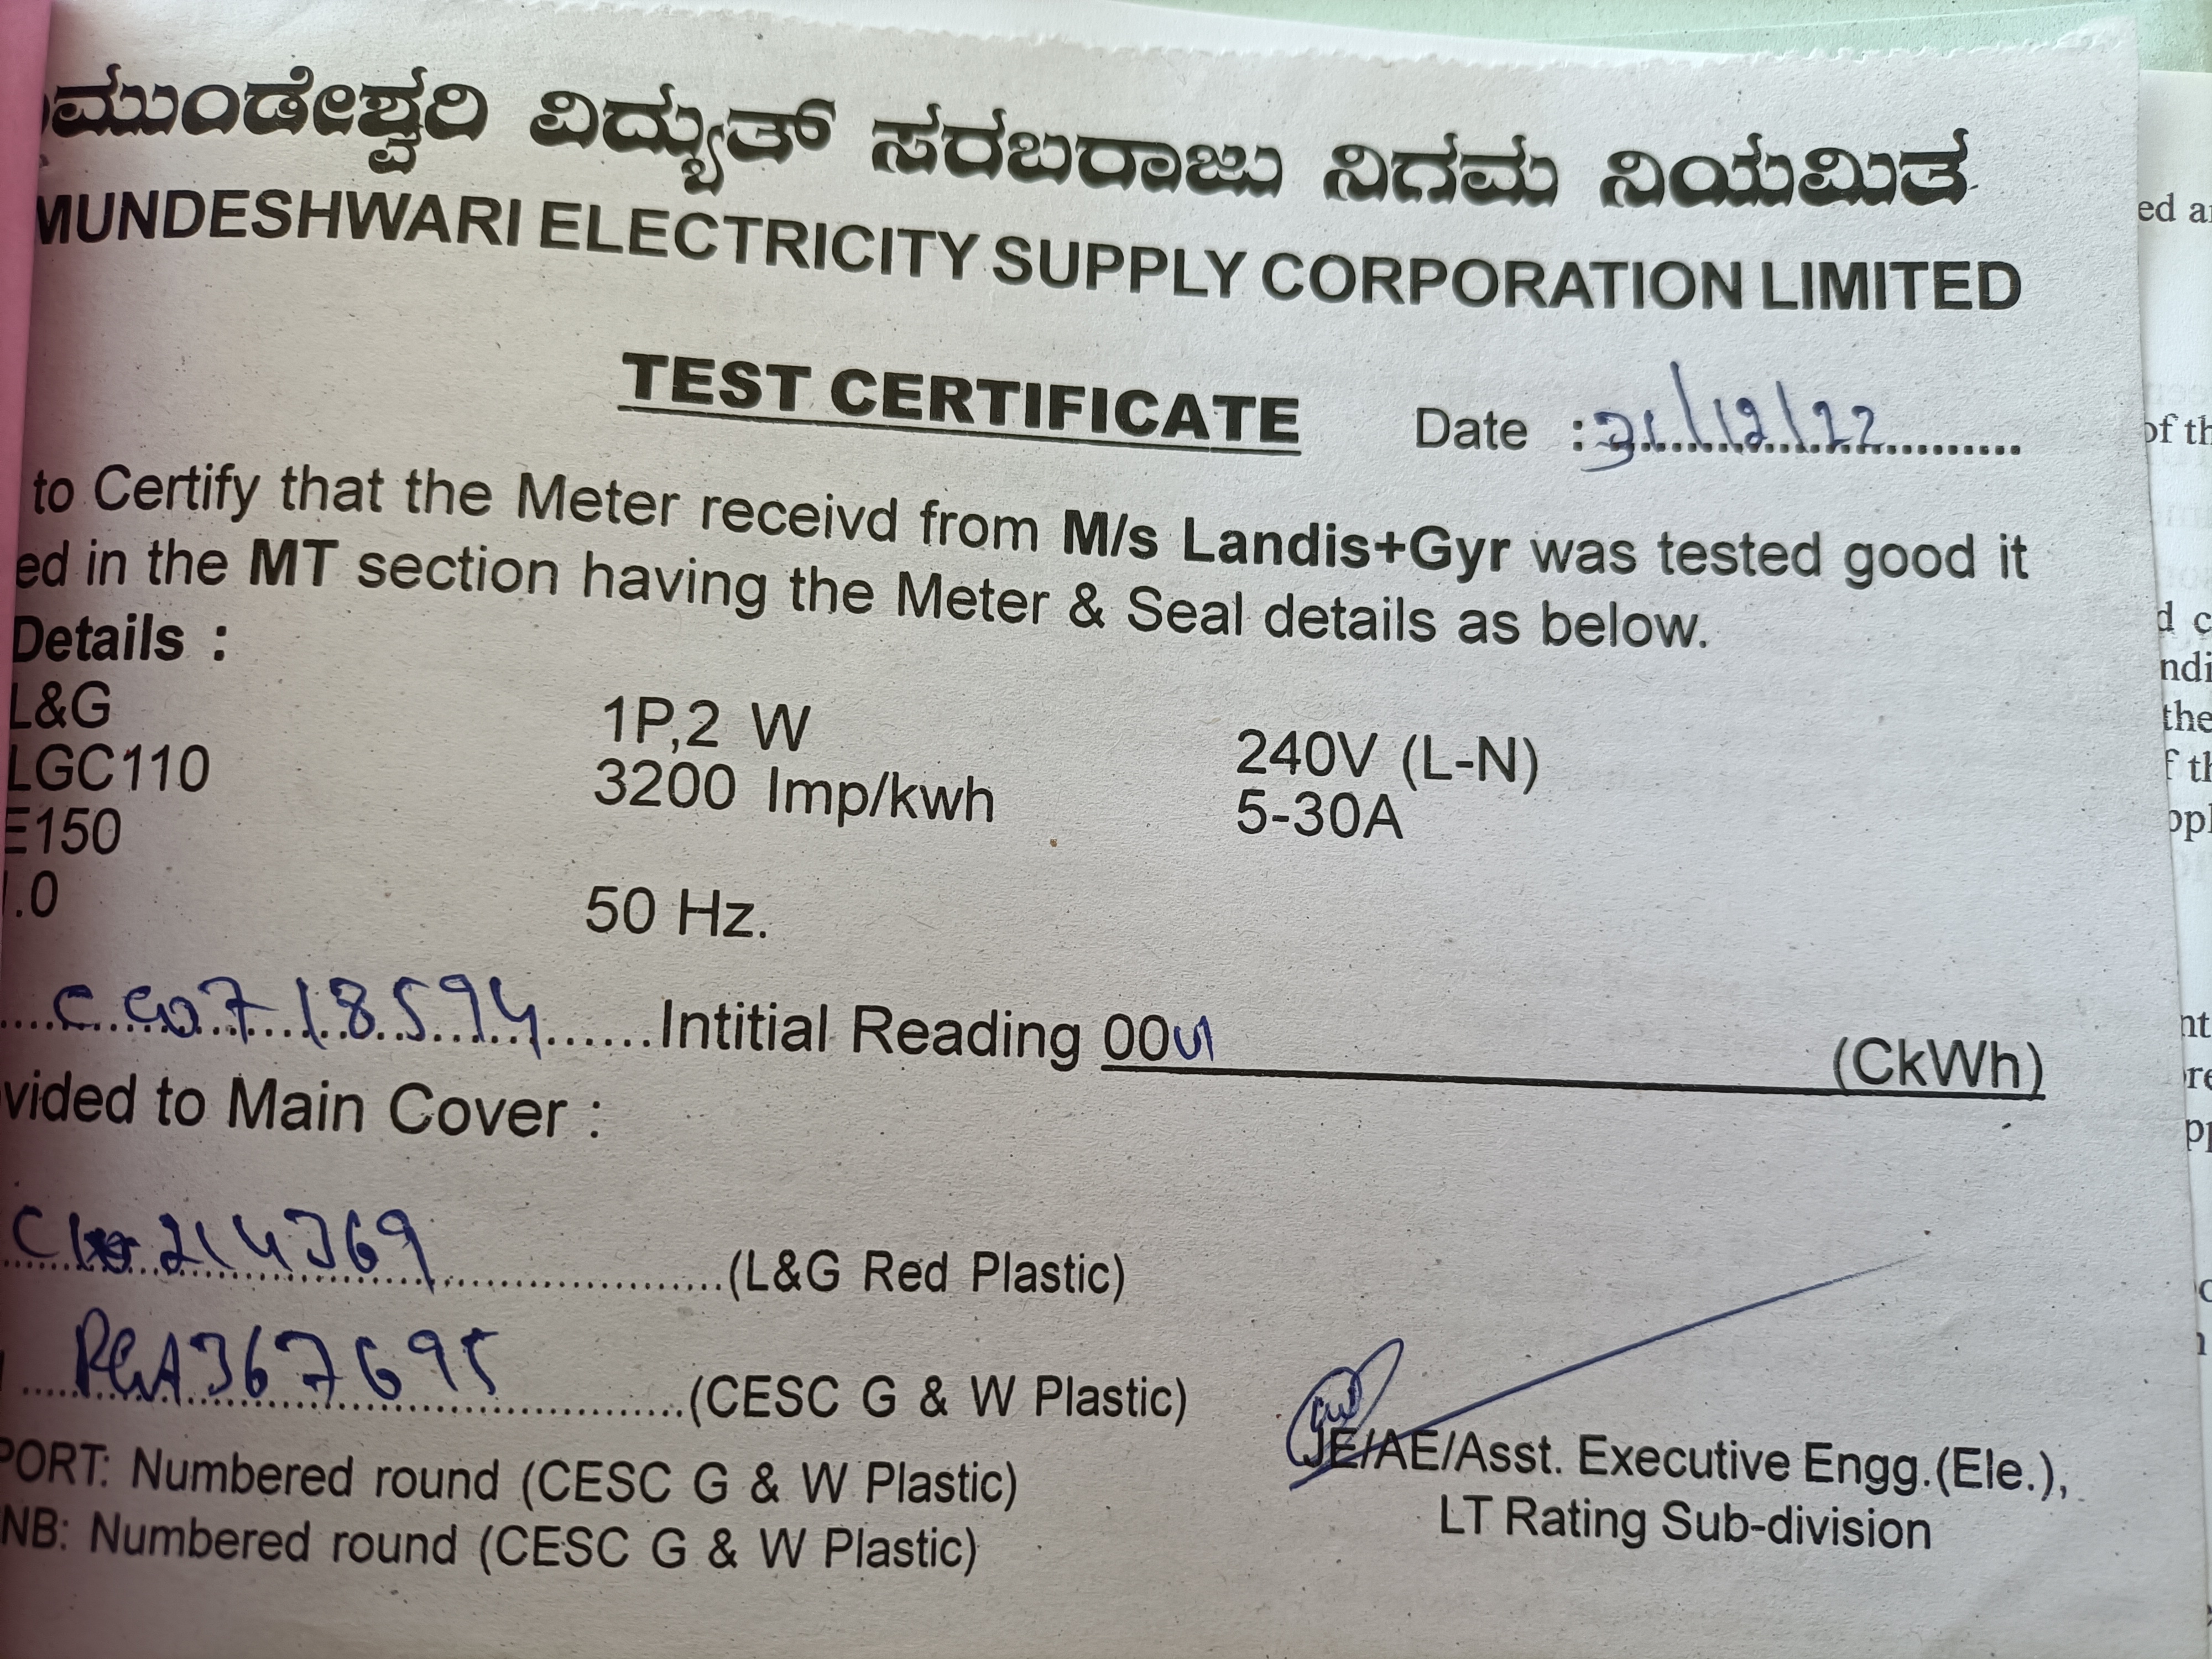 ಮುಂಡೇಶ್ವರಿ ವಿದ್ಯುತ್ ಸರಬರಾಜು ನಿಗಮ ನಿಯಮಿತ
MUNDESHWARI ELECTRICITY SUPPLY CORPORATION LIMITED
TEST CERTIFICATE Date : 31/12/22
to Certify that the Meter receivd from M/s Landis+Gyr was tested good it
ed in the MT section having the Meter & Seal details as below.
Details :
L&G 1P,2 W 240V (L-N)
LGC110 3200 Imp/kwh 5-30A
E150
.0 50 Hz.
Intitial Reading (CkWh)
vided to Main Cover :
(L&G Red Plastic)
(CESC G & W Plastic)
PORT: Numbered round (CESC G & W Plastic)
NB: Numbered round (CESC G & W Plastic)
JE/AE/Asst. Executive Engg.(Ele.),
LT Rating Sub-division